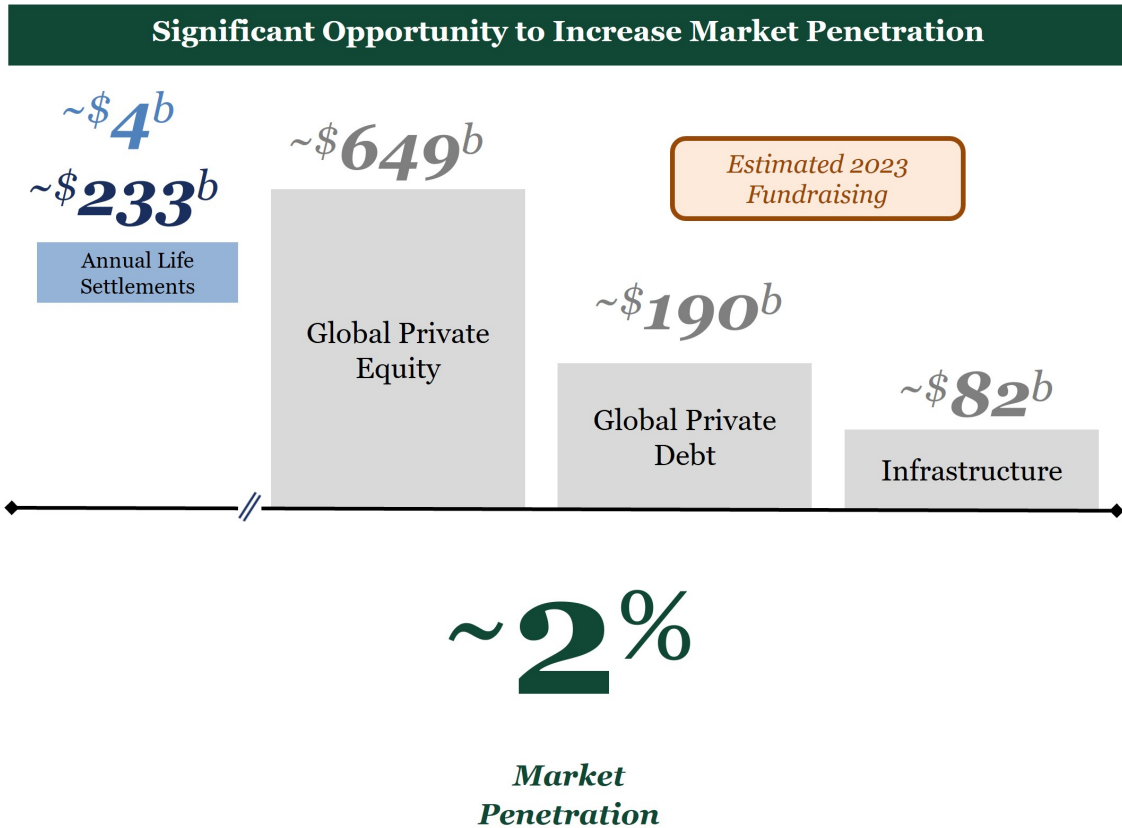 Significant Opportunity to Increase Market Penetration
~$4b
~$233b
Annual Life
Settlements
~$649b
Global Private
Equity
Estimated 2023
Fundraising
~$190b
Global Private
Debt
~$82b
Infrastructure
~2%
Market
Penetration